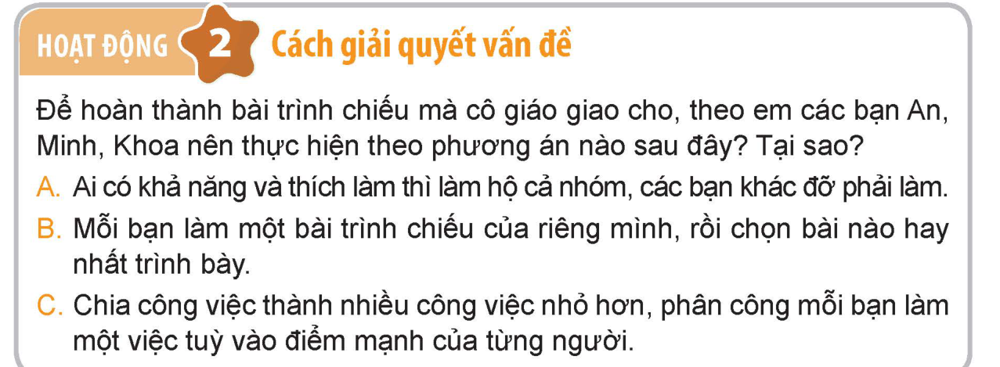 HOẠT ĐỘNG 2 Cách giải quyết vấn đề
Để hoàn thành bài trình chiếu mà cô giáo giao cho, theo em các bạn An,
Minh, Khoa nên thực hiện theo phương án nào sau đây? Tại sao?
A. Ai có khả năng và thích làm thì làm hộ cả nhóm, các bạn khác đỡ phải làm.
B. Mỗi bạn làm một bài trình chiếu của riêng mình, rồi chọn bài nào hay
nhất trình bày.
C. Chia công việc thành nhiều công việc nhỏ hơn, phân công mỗi bạn làm
một việc tuỳ vào điểm mạnh của từng người.